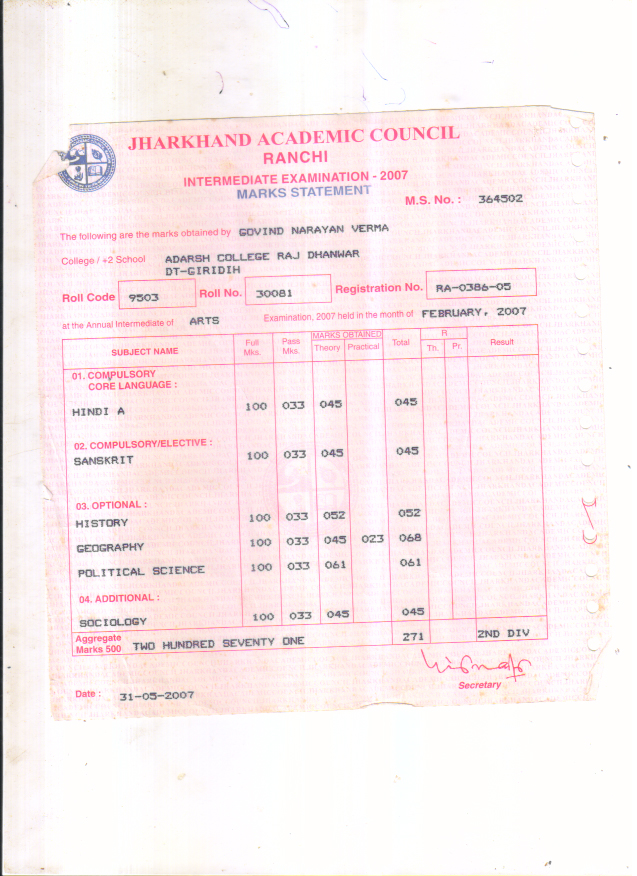 JHARKHAND ACADEMIC COUNCIL
RANCHI
INTERMEDIATE EXAMINATION - 2007
MARKS STATEMENT
M.S. No. : 364502
The following are the marks obtained by GOVIND NARAYAN VERMA
College / +2 School ADARSH COLLEGE RAJ DHANWAR
DT-GIRIDIH
Roll Code 9503 Roll No. 30081 Registration No. RA-0386-05
at the Annual Intermediate of ARTS Examination, 2007 held in the month of FEBRUARY, 2007
SUBJECT NAME Full Mks. Pass Mks. MARKS OBTAINED Theory Practical Total R Th. Pr. Result
01. COMPULSORY
CORE LANGUAGE :
HINDI A 100 033 045 045
02. COMPULSORY/ELECTIVE :
SANSKRIT 100 033 045 045
03. OPTIONAL :
HISTORY 100 033 052 052
GEOGRAPHY 100 033 045 023 068
POLITICAL SCIENCE 100 033 061 061
04. ADDITIONAL :
SOCIOLOGY 100 033 045 045
Aggregate Marks 500 TWO HUNDRED SEVENTY ONE 271 2ND DIV
Secretary
Date : 31-05-2007